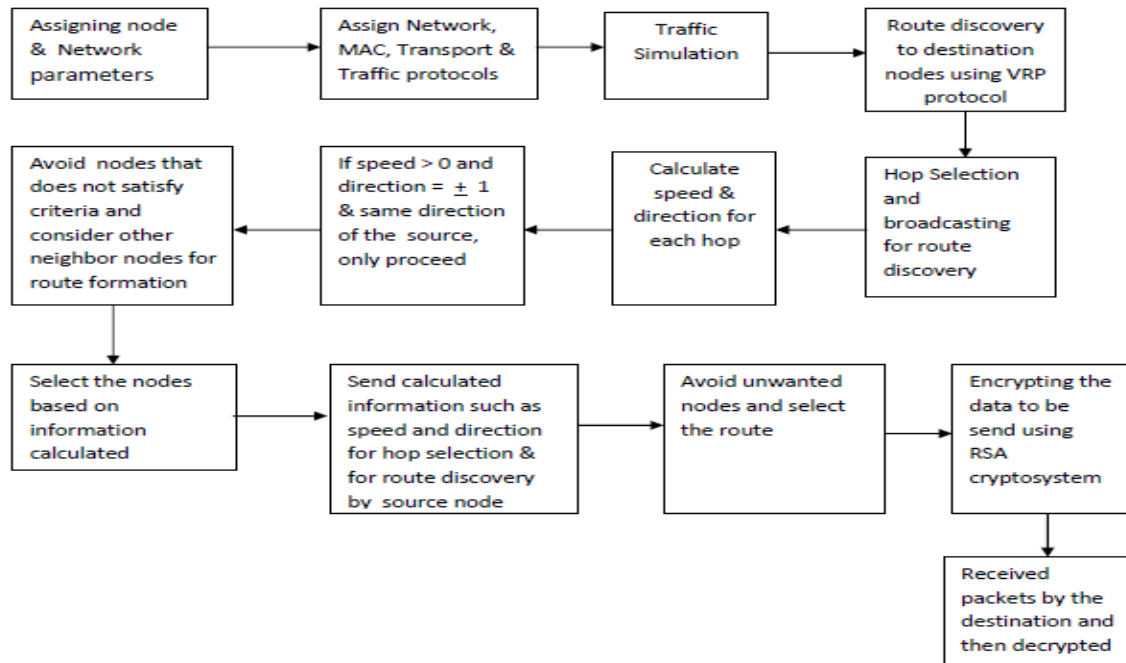 Assigning node
& Network
parameters
Assign Network,
MAC, Transport &
Traffic protocols
Traffic
Simulation
Route discovery
to destination
nodes using VRP
protocol
Hop Selection
and
broadcasting
for route
discovery
Calculate
speed &
direction for
each hop
If speed > 0 and
direction = ± 1
& same direction
of the source,
only proceed
Avoid nodes that
does not satisfy
criteria and
consider other
neighbor nodes for
route formation
Select the nodes
based on
information
calculated
Send calculated
information such as
speed and direction
for hop selection &
for route discovery
by source node
Avoid unwanted
nodes and select
the route
Encrypting the
data to be
send using
RSA
cryptosystem
Received
packets by the
destination and
then decrypted